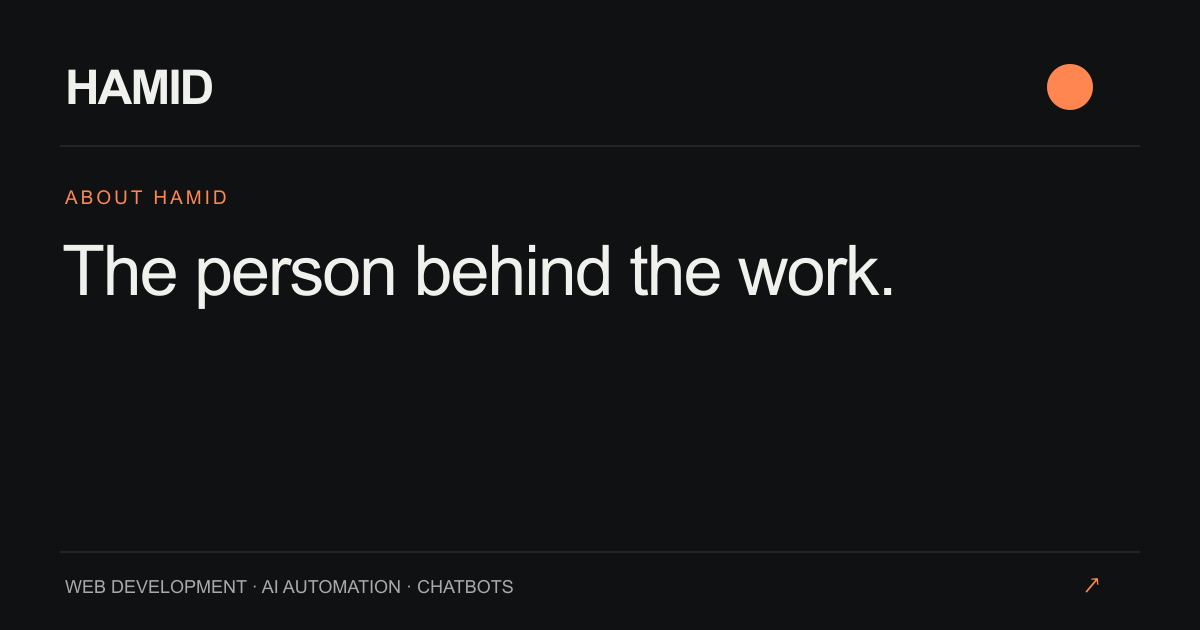 HAMID
ABOUT HAMID
The person behind the work.
WEB DEVELOPMENT · AI AUTOMATION · CHATBOTS
↗